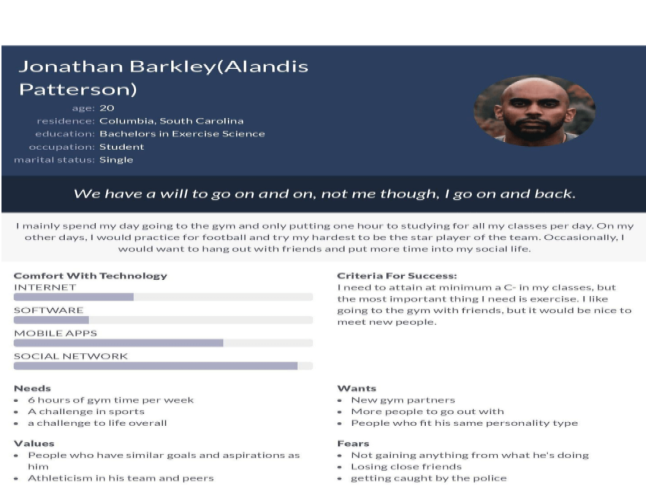 Jonathan Barkley(Alandis
Patterson)
age: 20
residence: Columbia, South Carolina
education: Bachelors in Exercise Science
occupation: Student
marital status: Single
We have a will to go on and on, not me though, I go on and back.
I mainly spend my day going to the gym and only putting one hour to studying for all my classes per day. On my
other days, I would practice for football and try my hardest to be the star player of the team. Occasionally, I
would want to hang out with friends and put more time into my social life.
Comfort With Technology
INTERNET
SOFTWARE
MOBILE APPS
SOCIAL NETWORK
Criteria For Success:
I need to attain at minimum a C- in my classes, but
the most important thing I need is exercise. I like
going to the gym with friends, but it would be nice to
meet new people.
Needs
• 6 hours of gym time per week
• A challenge in sports
• a challenge to life overall
Wants
• New gym partners
• More people to go out with
• People who fit his same personality type
Values
• People who have similar goals and aspirations as
him
• Athleticism in his team and peers
Fears
• Not gaining anything from what he's doing
• Losing close friends
• getting caught by the police